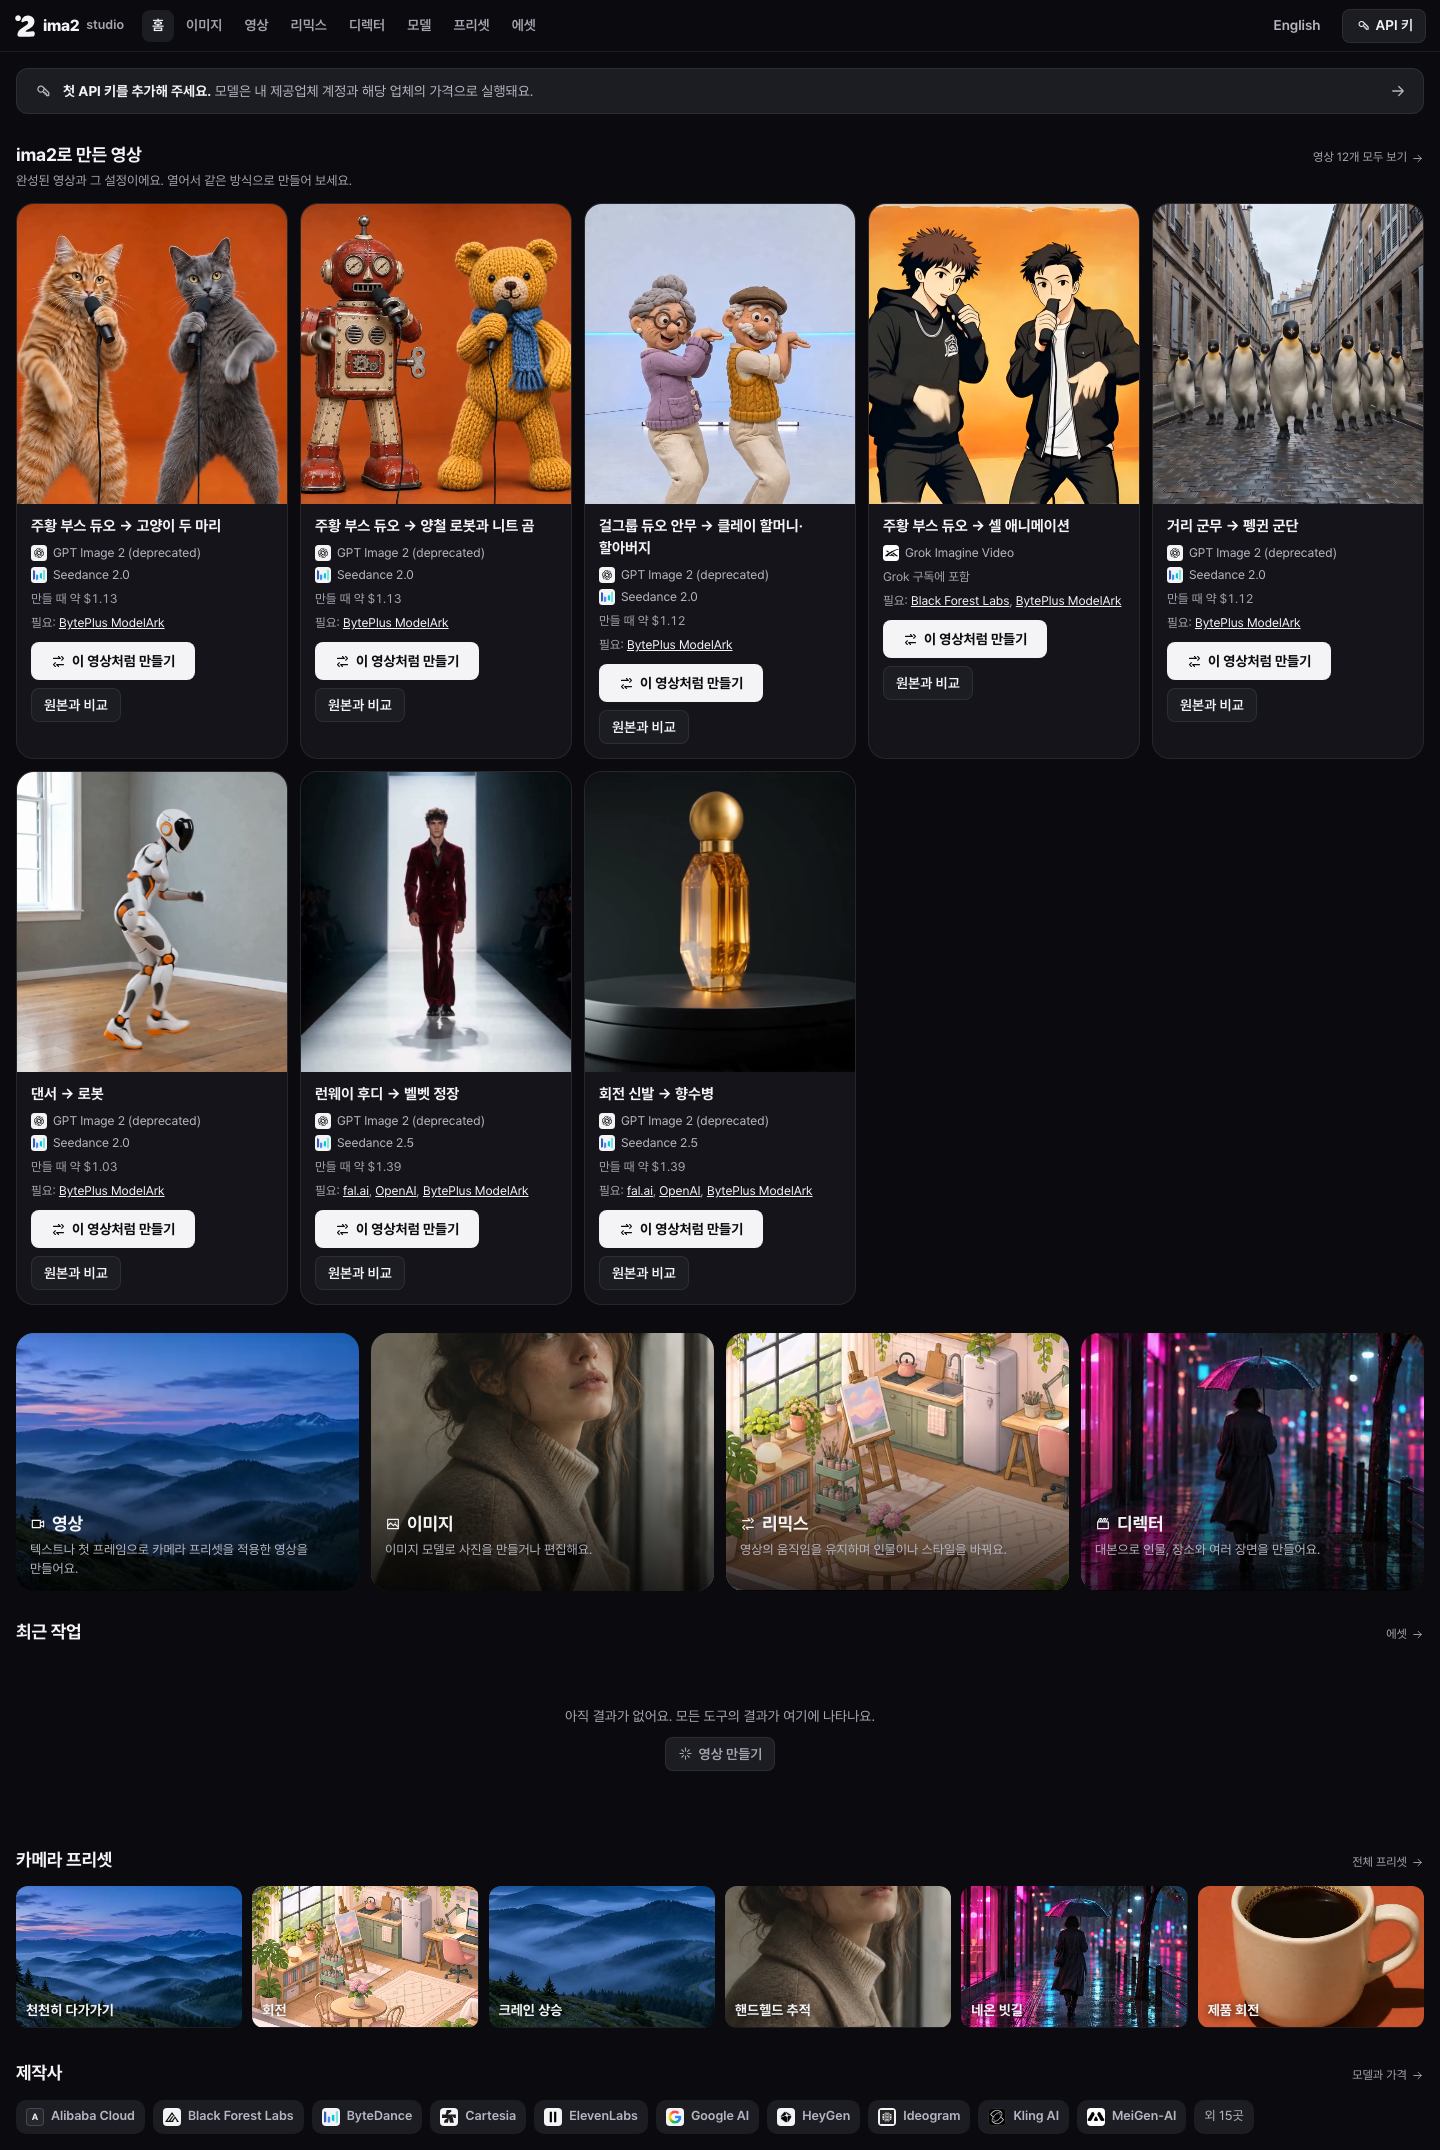 ima2 studio
홈
이미지
영상
리믹스
디렉터
모델
프리셋
에셋
English
API 키
첫 API 키를 추가해 주세요. 모델은 내 제공업체 계정과 해당 업체의 가격으로 실행돼요.
ima2로 만든 영상
영상 12개 모두 보기 →
완성된 영상과 그 설정이에요. 열어서 같은 방식으로 만들어 보세요.
주황 부스 듀오 → 고양이 두 마리
GPT Image 2 (deprecated)
Seedance 2.0
만들 때 약 $1.13
필요: BytePlus ModelArk
이 영상처럼 만들기
원본과 비교
주황 부스 듀오 → 양철 로봇과 니트 곰
GPT Image 2 (deprecated)
Seedance 2.0
만들 때 약 $1.13
필요: BytePlus ModelArk
이 영상처럼 만들기
원본과 비교
걸그룹 듀오 안무 → 클레이 할머니·
할아버지
GPT Image 2 (deprecated)
Seedance 2.0
만들 때 약 $1.12
필요: BytePlus ModelArk
이 영상처럼 만들기
원본과 비교
주황 부스 듀오 → 셀 애니메이션
Grok Imagine Video
Grok 구독에 포함
필요: Black Forest Labs, BytePlus ModelArk
이 영상처럼 만들기
원본과 비교
거리 군무 → 펭귄 군단
GPT Image 2 (deprecated)
Seedance 2.0
만들 때 약 $1.12
필요: BytePlus ModelArk
이 영상처럼 만들기
원본과 비교
댄서 → 로봇
GPT Image 2 (deprecated)
Seedance 2.0
만들 때 약 $1.03
필요: BytePlus ModelArk
이 영상처럼 만들기
원본과 비교
런웨이 후디 → 벨벳 정장
GPT Image 2 (deprecated)
Seedance 2.5
만들 때 약 $1.39
필요: fal.ai, OpenAI, BytePlus ModelArk
이 영상처럼 만들기
원본과 비교
회전 신발 → 향수병
GPT Image 2 (deprecated)
Seedance 2.5
만들 때 약 $1.39
필요: fal.ai, OpenAI, BytePlus ModelArk
이 영상처럼 만들기
원본과 비교
영상
텍스트나 첫 프레임으로 카메라 프리셋을 적용한 영상을
만들어요.
이미지
이미지 모델로 사진을 만들거나 편집해요.
리믹스
영상의 움직임을 유지하며 인물이나 스타일을 바꿔요.
디렉터
대본으로 인물, 장소와 여러 장면을 만들어요.
최근 작업
에셋 →
아직 결과가 없어요. 모든 도구의 결과가 여기에 나타나요.
영상 만들기
카메라 프리셋
전체 프리셋 →
천천히 다가가기
회전
크레인 상승
핸드헬드 추적
네온 빗길
제품 회전
제작사
모델과 가격 →
Alibaba Cloud
Black Forest Labs
ByteDance
Cartesia
ElevenLabs
Google AI
HeyGen
Ideogram
Kling AI
MeiGen-AI
외 15곳